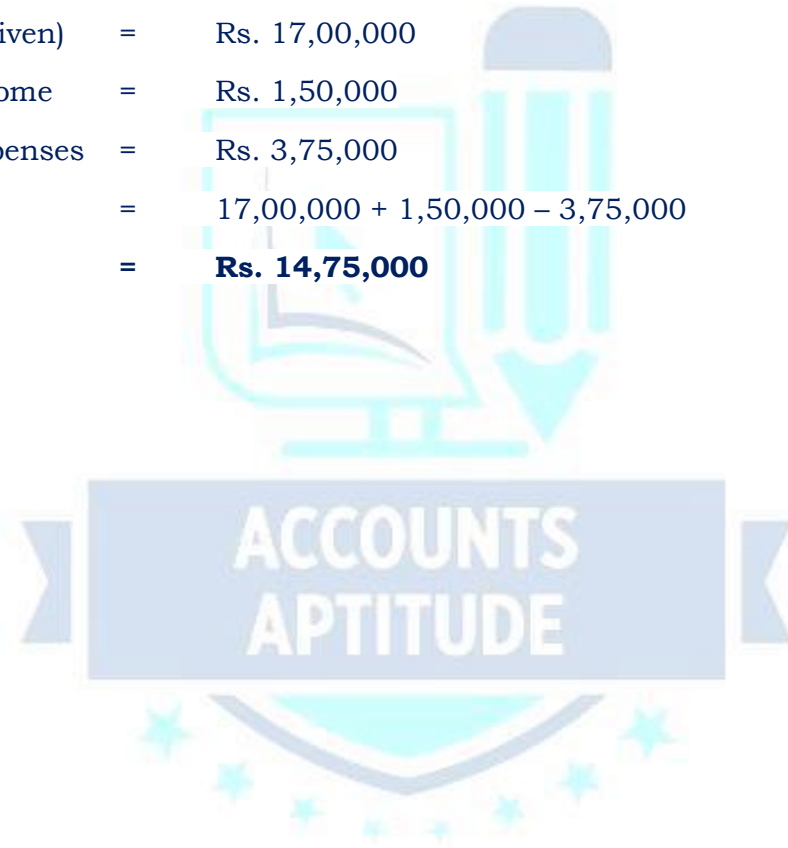 iven) = Rs. 17,00,000
ome = Rs. 1,50,000
penses = Rs. 3,75,000
= 17,00,000 + 1,50,000 – 3,75,000
= Rs. 14,75,000
ACCOUNTS
APTITUDE